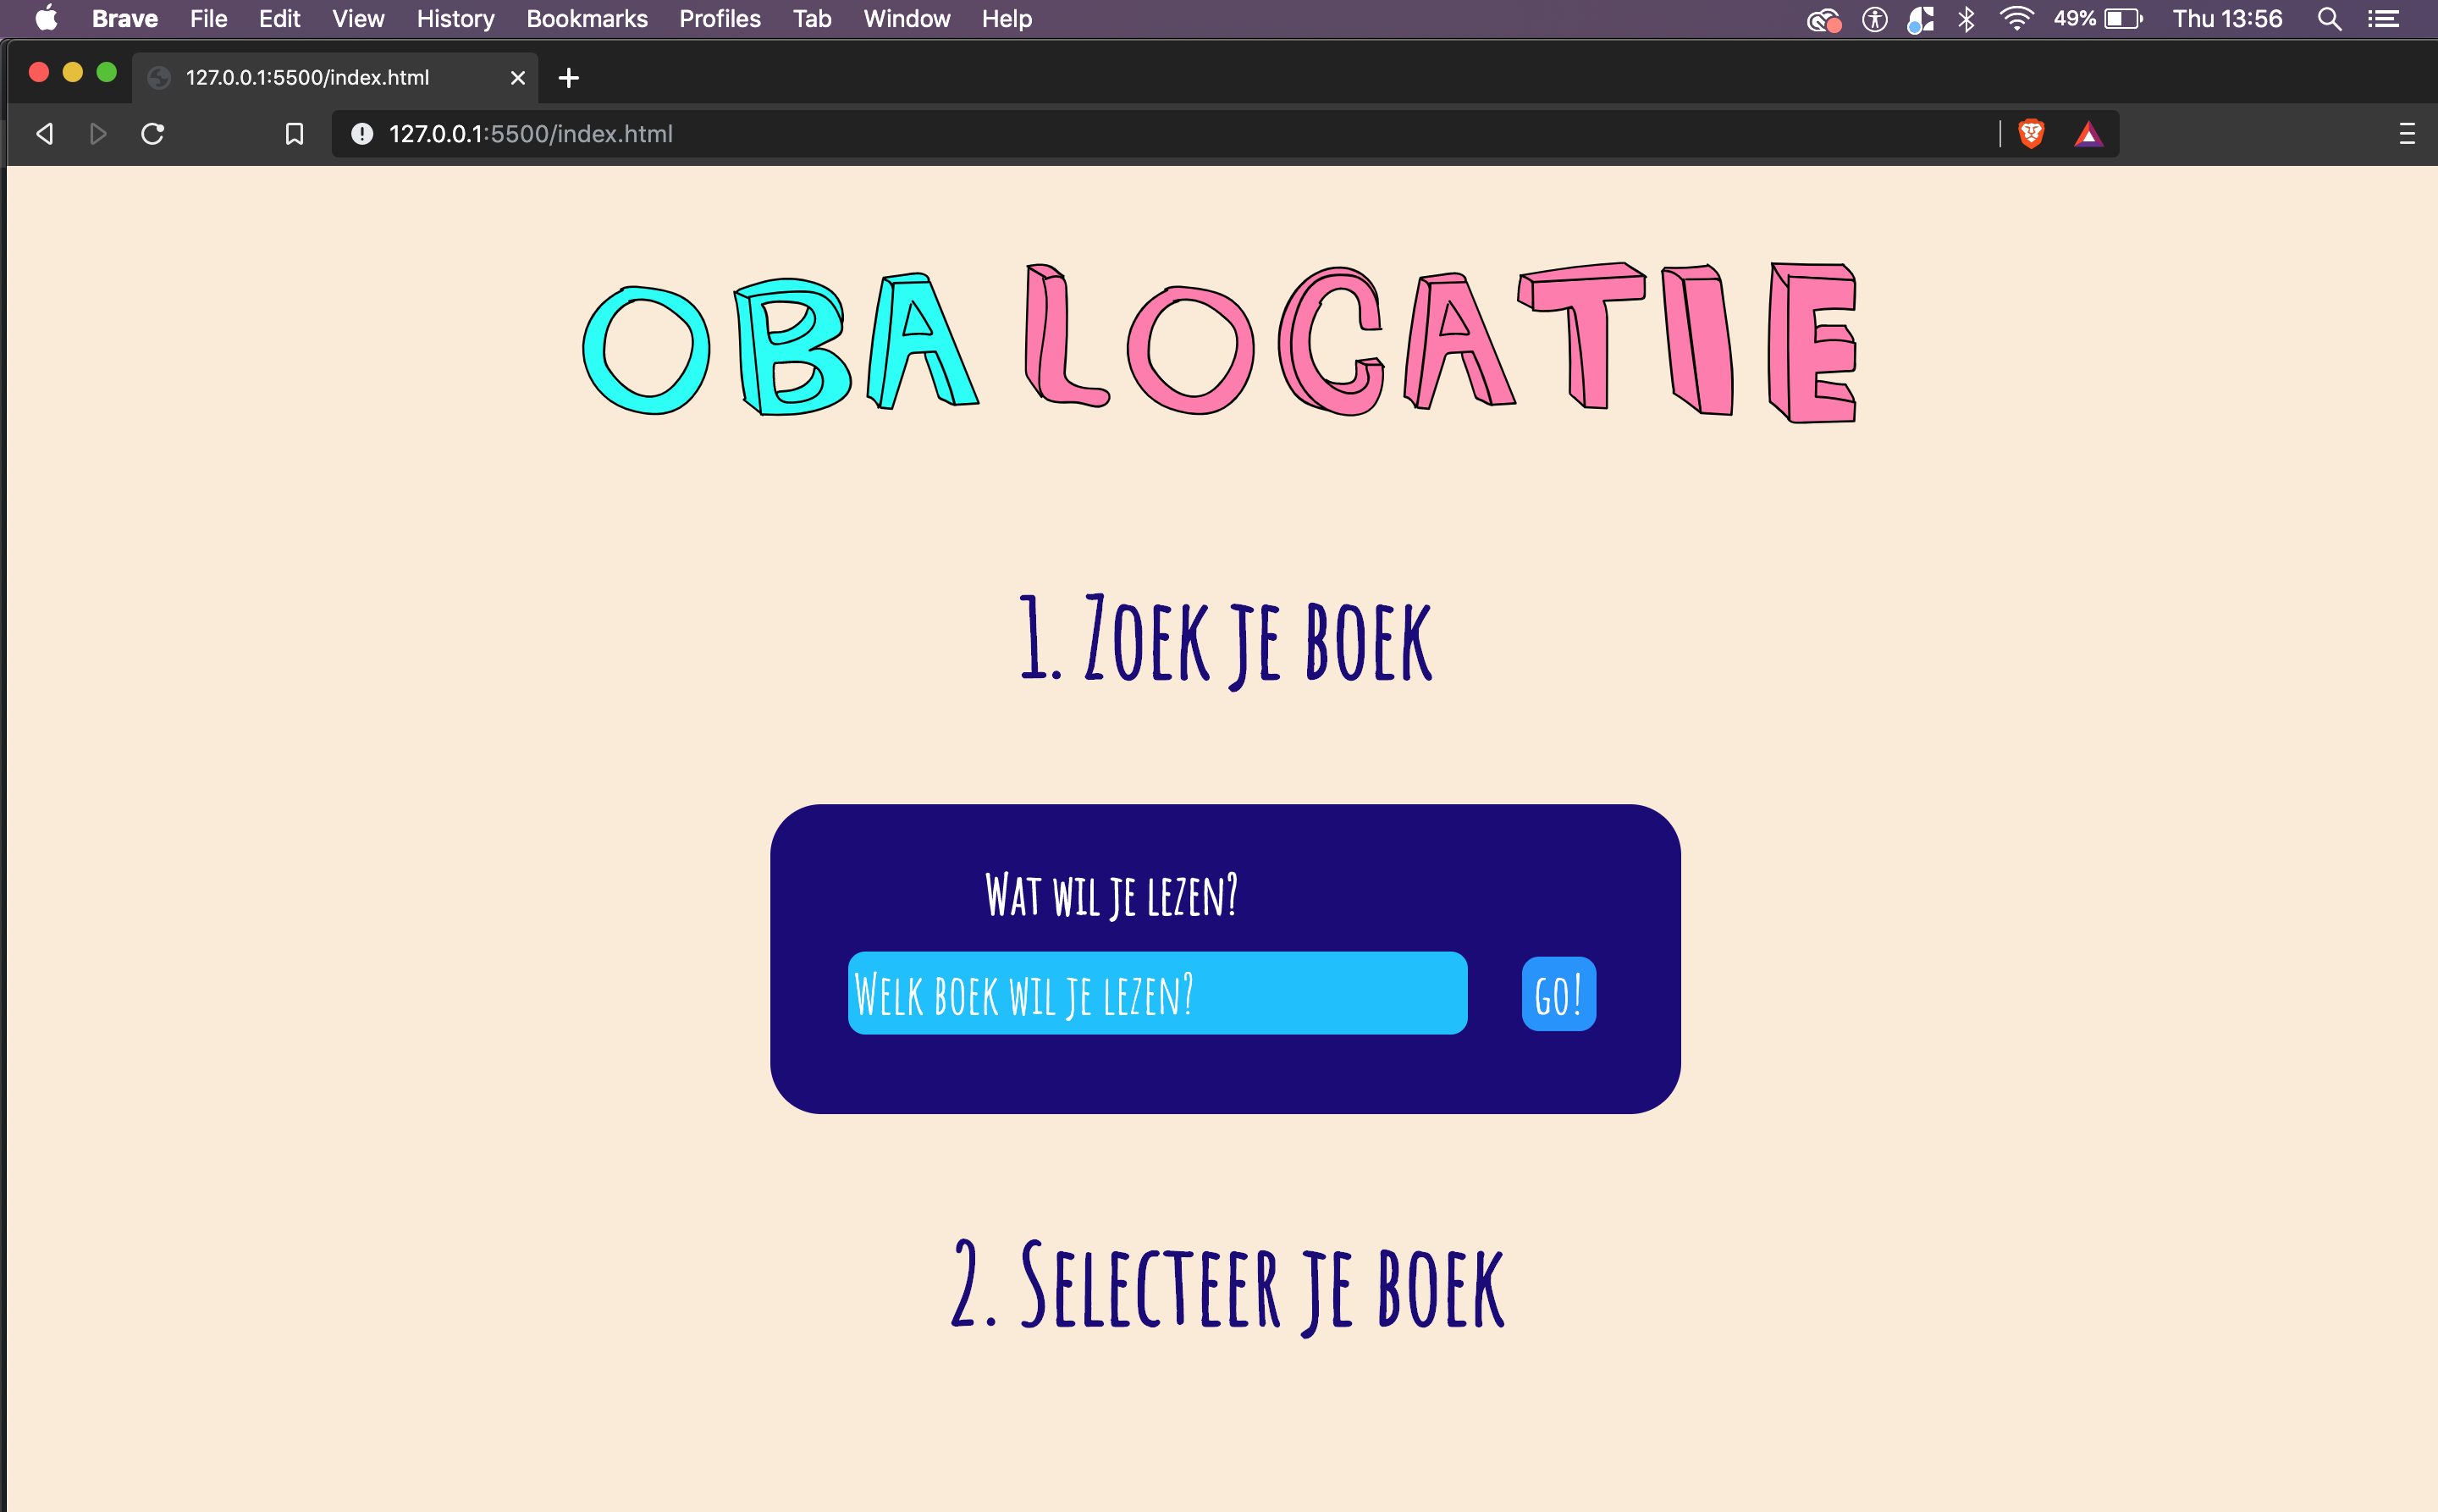 Brave File Edit View History Bookmarks Profiles Tab Window Help 49% Thu 13:56
127.0.0.1:5500/index.html
127.0.0.1:5500/index.html
OBA LOCATIE
1. Zoek je boek
Wat wil je lezen?
Welk boek wil je lezen? go!
2. Selecteer je boek